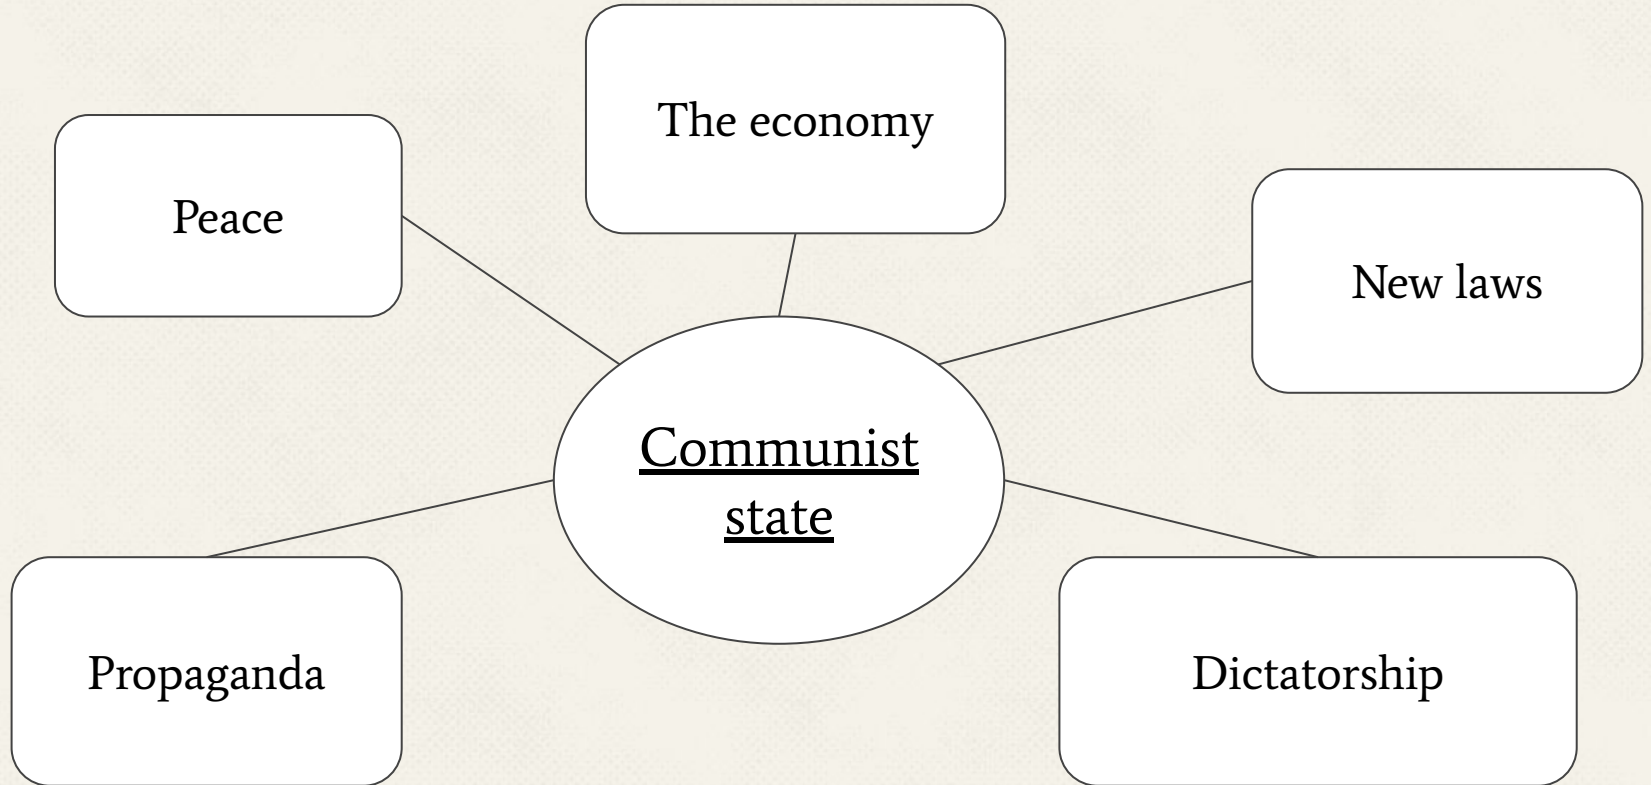 The economy
Peace
New laws
Communist
state
Propaganda
Dictatorship